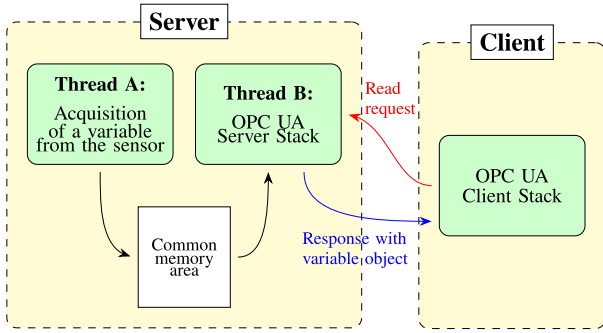 Server
Thread A:
Acquisition
of a variable
from the sensor
Thread B:
OPC UA
Server Stack
Common
memory
area
Read
request
Response with
variable object
Client
OPC UA
Client Stack